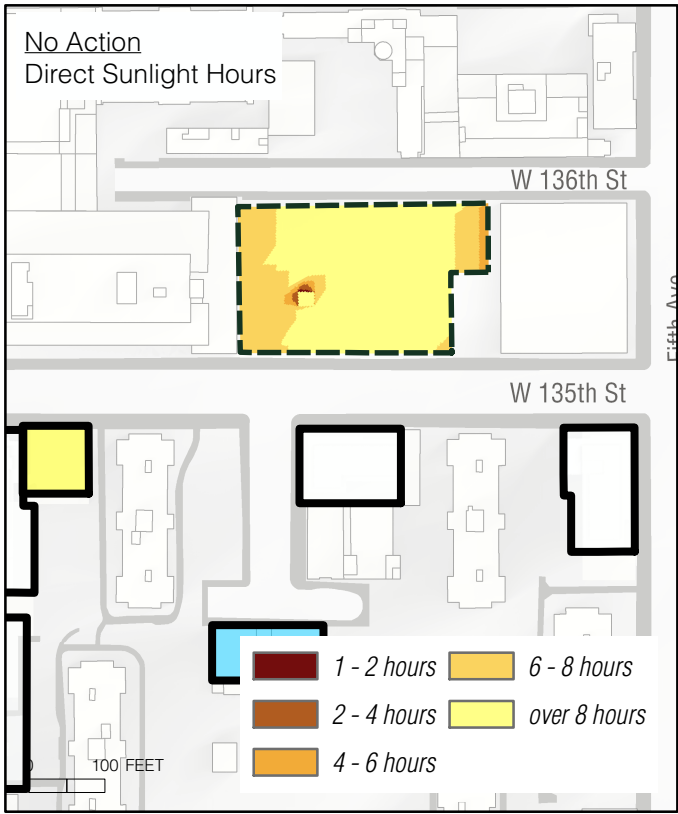 No Action
Direct Sunlight Hours
W 136th St
Fifth Ave
W 135th St
1 - 2 hours
6 - 8 hours
2 - 4 hours
over 8 hours
4 - 6 hours
0 100 FEET